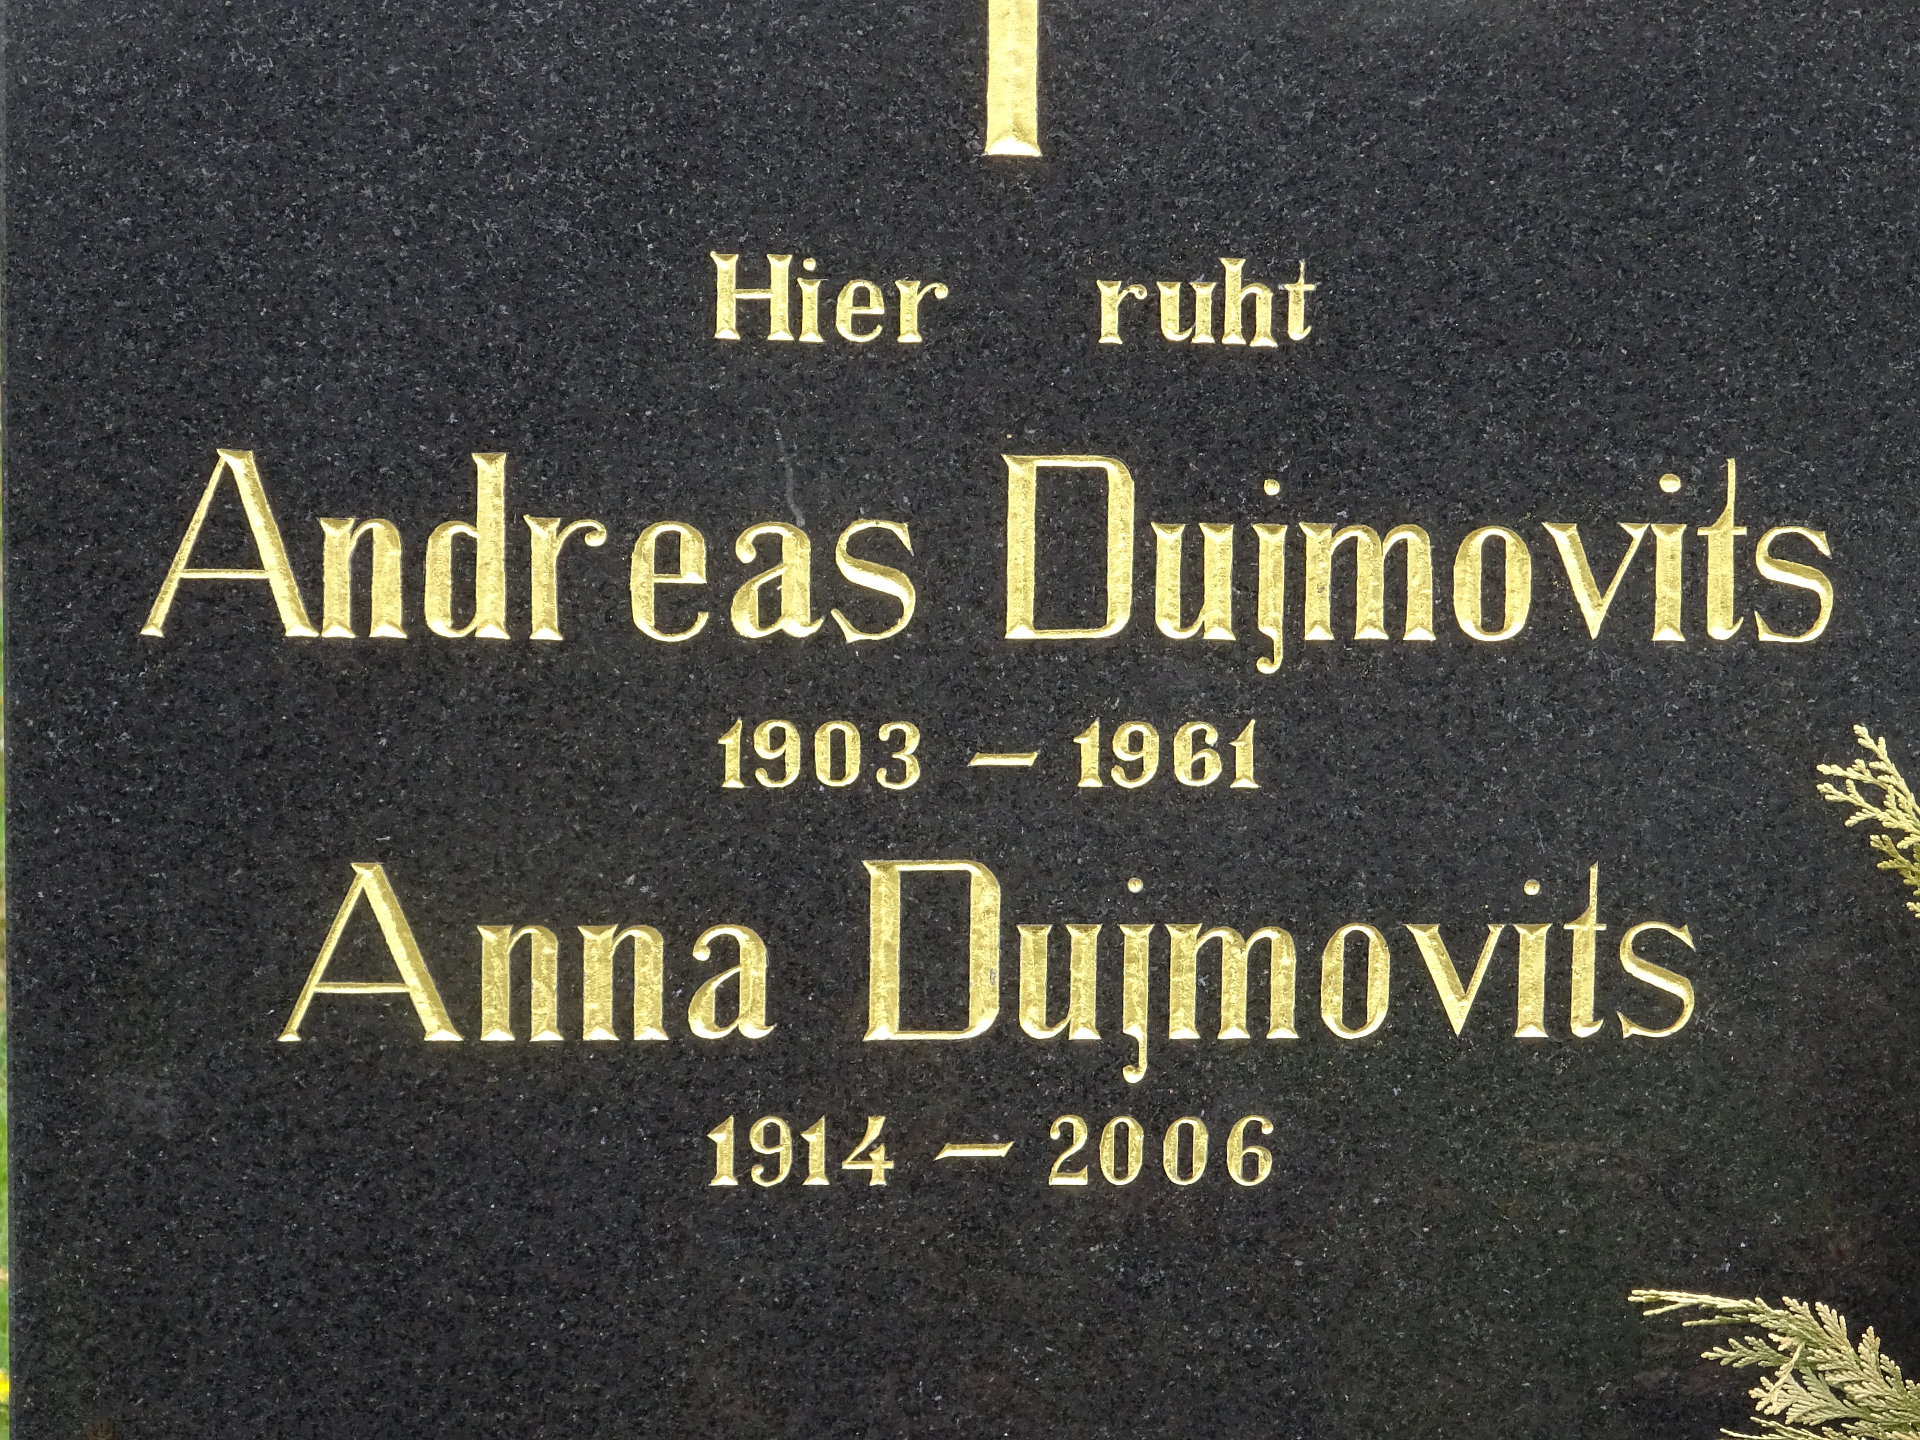 Hier ruht
Andreas Dujmovits
1903 – 1961
Anna Dujmovits
1914 – 2006